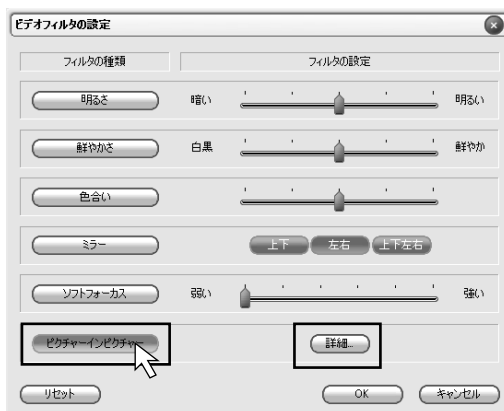 ビデオフィルタの設定
フィルタの種類 フィルタの設定
明るさ 暗い 明るい
鮮やかさ 白黒 鮮やか
色合い
ミラー 上下 左右 上下左右
ソフトフォーカス 弱い 強い
ピクチャーインピクチャー 詳細...
リセット OK キャンセル